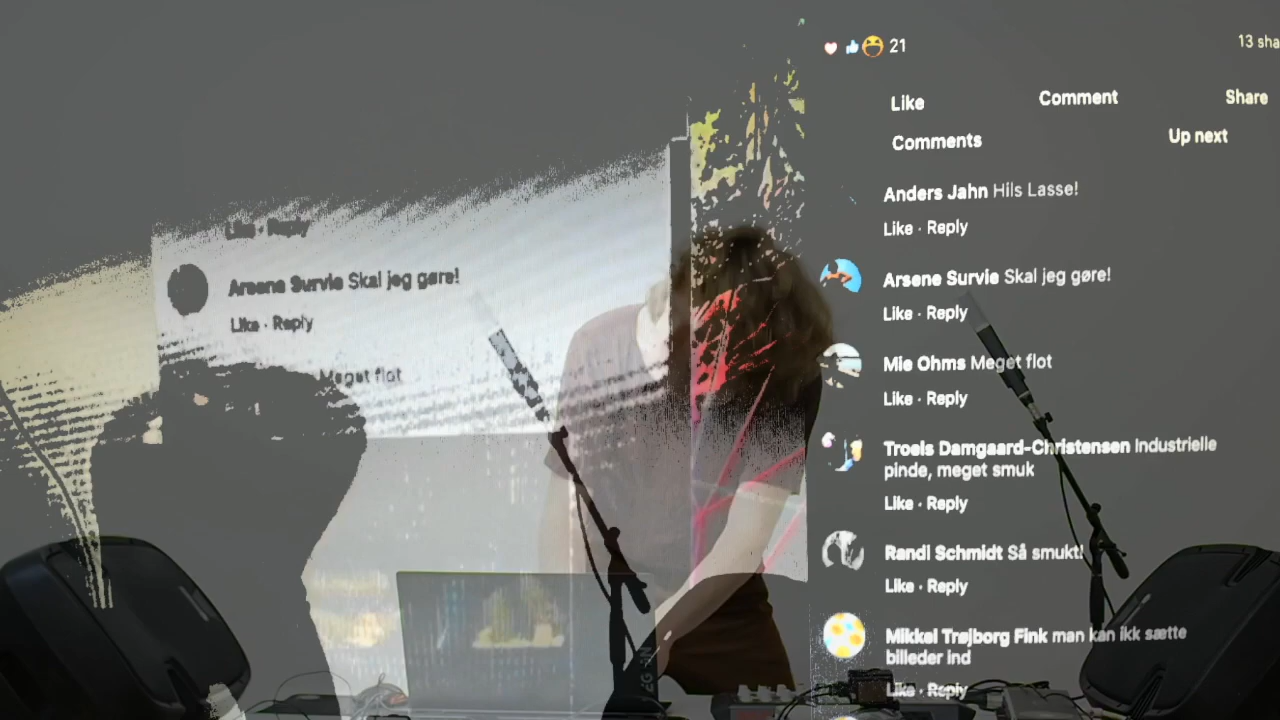 21
13 sha
Like
Comment
Share
Comments
Up next
Anders Jahn Hils Lasse!
Like · Reply
Arsene Survie Skal jeg gøre!
Like · Reply
Mie Ohms Meget flot
Like · Reply
Troels Damgaard-Christensen Industrielle
pinde, meget smuk
Like · Reply
Randi Schmidt Så smukt!
Like · Reply
Mikkel Trøjborg Fink man kan ikk sætte
billeder ind
Like · Reply
Like · Reply
Arsene Survie Skal jeg gøre!
Like · Reply
Meget flot